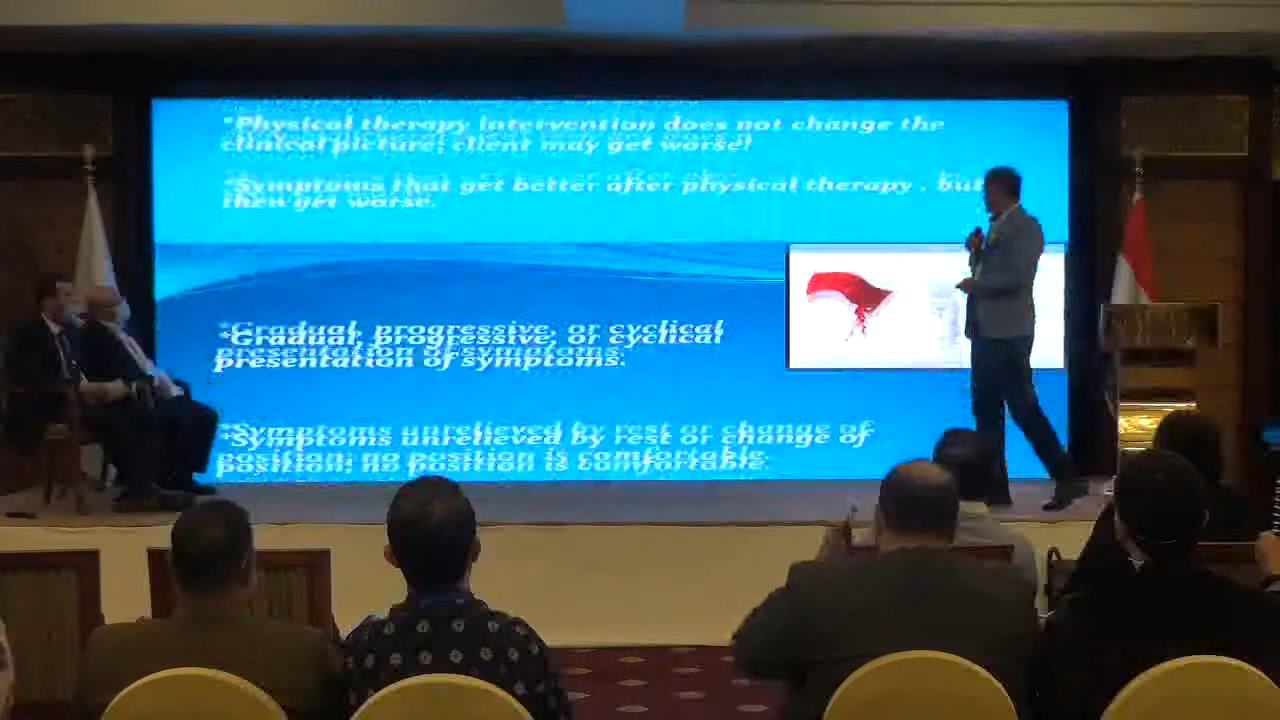 *Physical therapy intervention does not change the
clinical picture; client may get worse!
*Symptoms that get better after physical therapy , but
then get worse.
*Gradual, progressive, or cyclical
presentation of symptoms.
*Symptoms unrelieved by rest or change of
position; no position is comfortable.